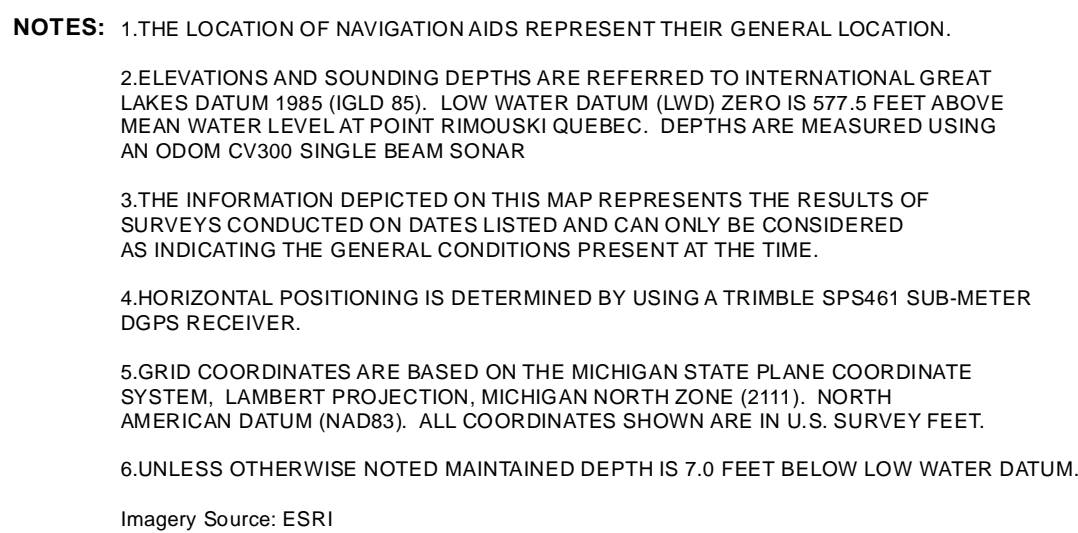 NOTES: 1.THE LOCATION OF NAVIGATION AIDS REPRESENT THEIR GENERAL LOCATION.
2.ELEVATIONS AND SOUNDING DEPTHS ARE REFERRED TO INTERNATIONAL GREAT
LAKES DATUM 1985 (IGLD 85). LOW WATER DATUM (LWD) ZERO IS 577.5 FEET ABOVE
MEAN WATER LEVEL AT POINT RIMOUSKI QUEBEC. DEPTHS ARE MEASURED USING
AN ODOM CV300 SINGLE BEAM SONAR
3.THE INFORMATION DEPICTED ON THIS MAP REPRESENTS THE RESULTS OF
SURVEYS CONDUCTED ON DATES LISTED AND CAN ONLY BE CONSIDERED
AS INDICATING THE GENERAL CONDITIONS PRESENT AT THE TIME.
4.HORIZONTAL POSITIONING IS DETERMINED BY USING A TRIMBLE SPS461 SUB-METER
DGPS RECEIVER.
5.GRID COORDINATES ARE BASED ON THE MICHIGAN STATE PLANE COORDINATE
SYSTEM, LAMBERT PROJECTION, MICHIGAN NORTH ZONE (2111). NORTH
AMERICAN DATUM (NAD83). ALL COORDINATES SHOWN ARE IN U.S. SURVEY FEET.
6.UNLESS OTHERWISE NOTED MAINTAINED DEPTH IS 7.0 FEET BELOW LOW WATER DATUM.
Imagery Source: ESRI